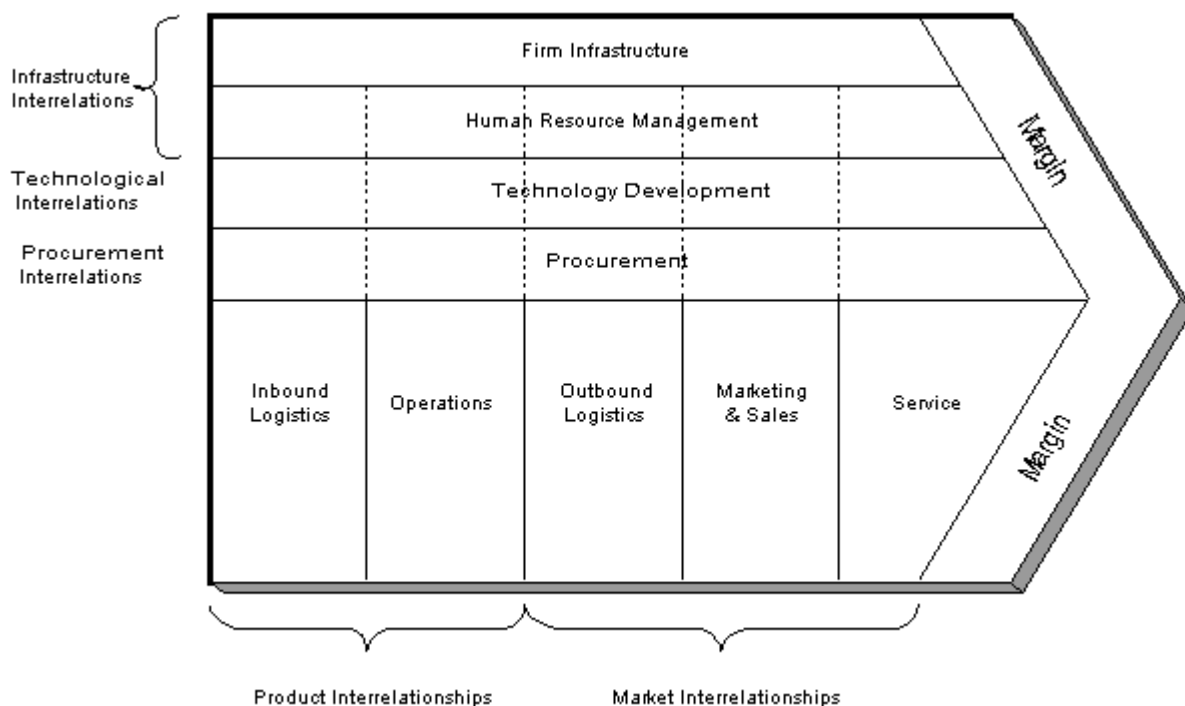 Firm Infrastructure
Infrastructure
Interrelations
Human Resource Management
Margin
Technological
Interrelations
Technology Development
Procurement
Interrelations
Procurement
Inbound
Logistics
Operations
Outbound
Logistics
Marketing
& Sales
Service
Margin
Product Interrelationships
Market Interrelationships